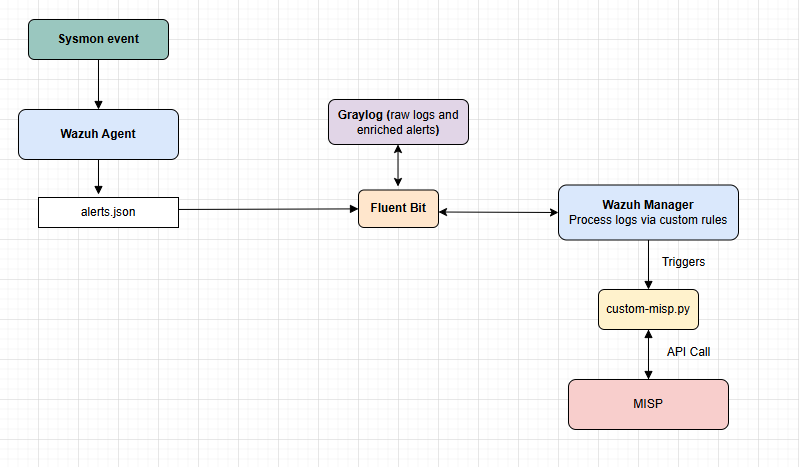 Sysmon event
Wazuh Agent
alerts.json
Graylog (raw logs and
enriched alerts)
Fluent Bit
Wazuh Manager
Process logs via custom rules
Triggers
custom-misp.py
API Call
MISP